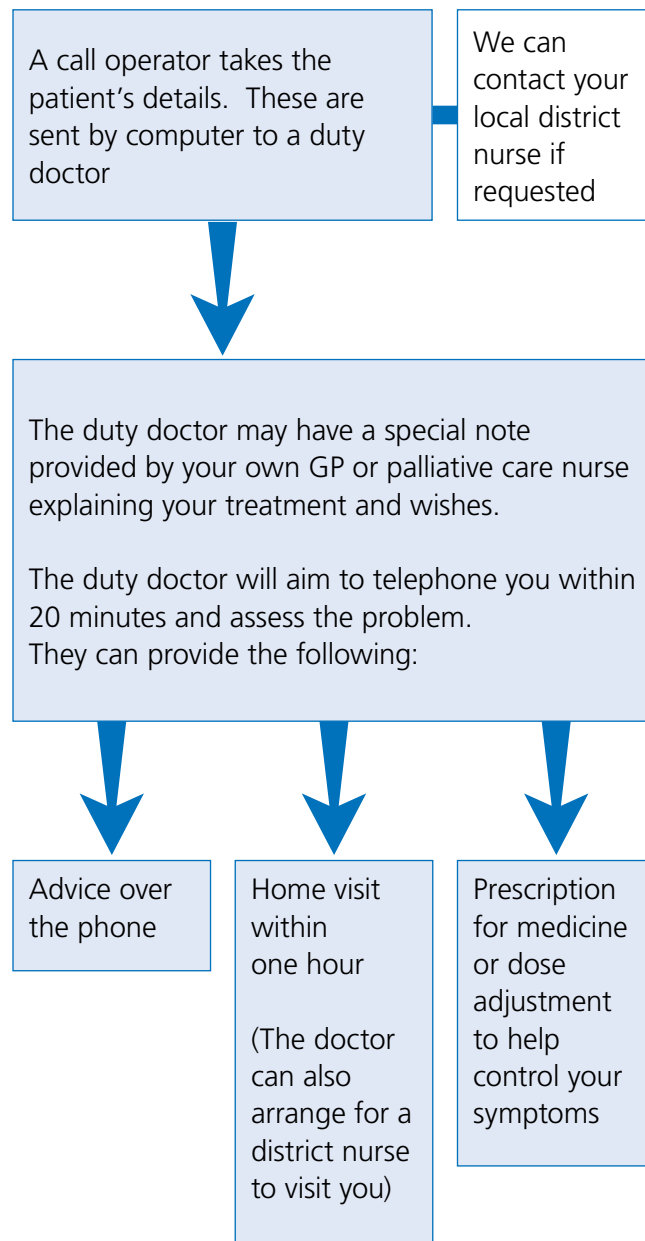 A call operator takes the
patient's details.  These are
sent by computer to a duty
doctor
We can
contact your
local district
nurse if
requested
The duty doctor may have a special note
provided by your own GP or palliative care nurse
explaining your treatment and wishes.
The duty doctor will aim to telephone you within
20 minutes and assess the problem.
They can provide the following:
Advice over
the phone
Home visit
within
one hour
(The doctor
can also
arrange for a
district nurse
to visit you)
Prescription
for medicine
or dose
adjustment
to help
control your
symptoms